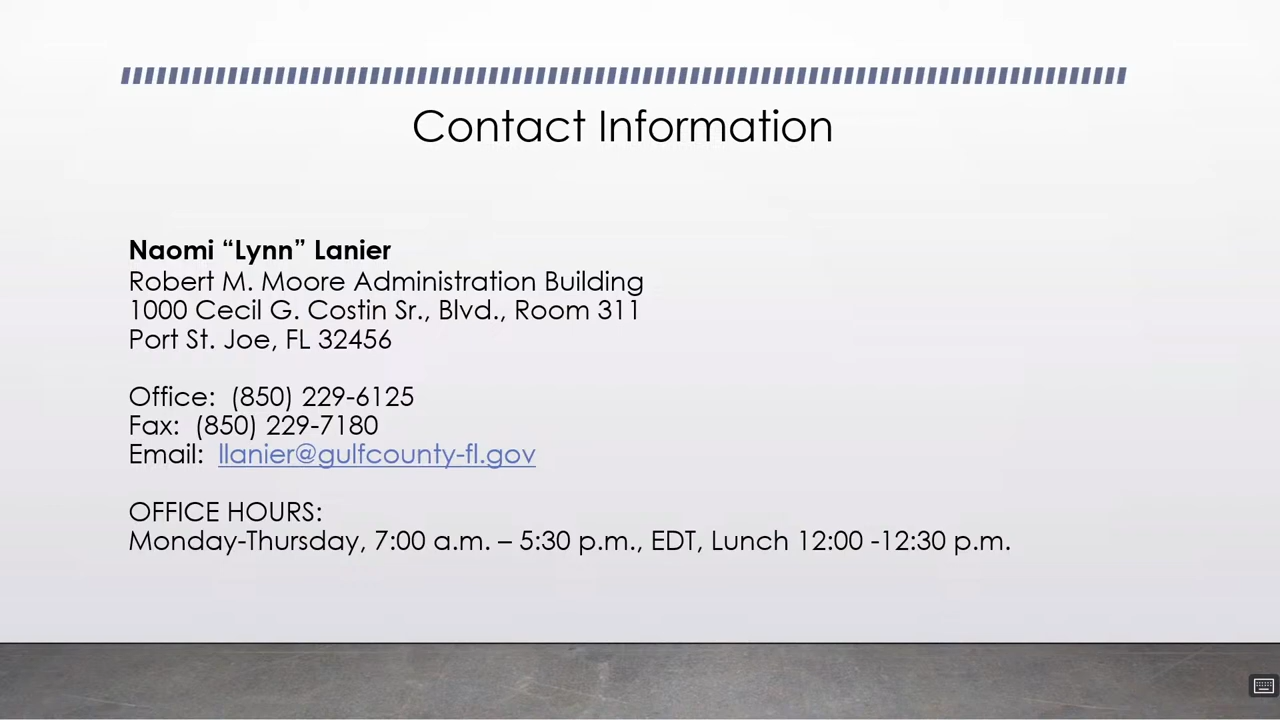 Contact Information
Naomi “Lynn” Lanier
Robert M. Moore Administration Building
1000 Cecil G. Costin Sr., Blvd., Room 311
Port St. Joe, FL 32456
Office:  (850) 229-6125
Fax:  (850) 229-7180
Email:  llanier@gulfcounty-fl.gov
OFFICE HOURS:
Monday-Thursday, 7:00 a.m. – 5:30 p.m., EDT, Lunch 12:00 -12:30 p.m.